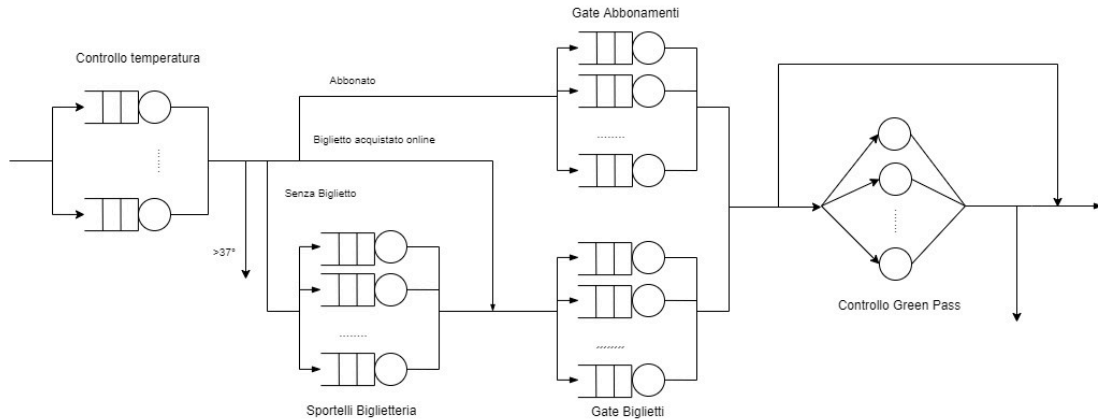 Gate Abbonamenti
Controllo temperatura
Abbonato
Biglietto acquistato online
Senza Biglietto
>37°
Controllo Green Pass
Sportelli Biglietteria
Gate Biglietti